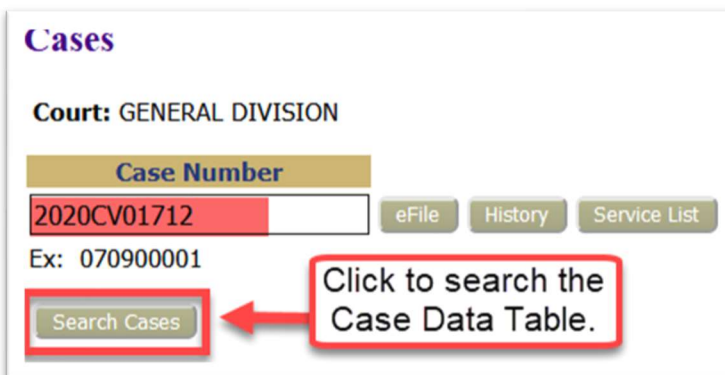 Cases
Court: GENERAL DIVISION
Case Number
2020CV01712 eFile History Service List
Ex: 070900001
Search Cases
Click to search the
Case Data Table.